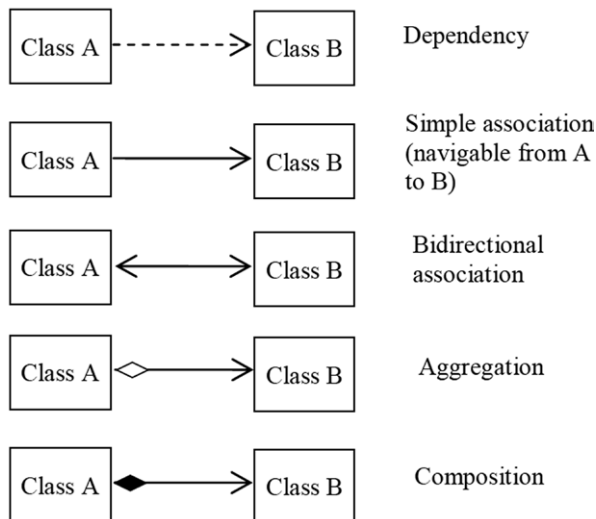 Class A
Class B
Dependency
Class A
Class B
Simple association
(navigable from A
to B)
Class A
Class B
Bidirectional
association
Class A
Class B
Aggregation
Class A
Class B
Composition